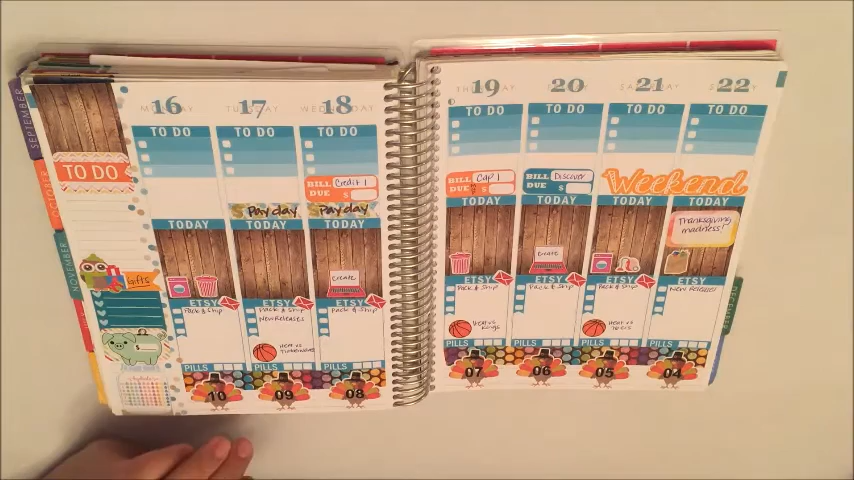 16
17
18
19
20
21
22
SEPTEMBER
OCTOBER
NOVEMBER
DECEMBER
TO DO
TO DO
TO DO
TO DO
TO DO
TO DO
TO DO
TO DO
BILL DUE Credit 1
$
BILL DUE Cap 1
$
BILL DUE Discover
$
Weekend
$ Pay day
$ Pay day
TODAY
TODAY
TODAY
TODAY
TODAY
TODAY
TODAY
Thanksgiving
madness!
Gifts
Create
Create
ETSY
ETSY
ETSY
ETSY
ETSY
ETSY
ETSY
Pack & Ship
Pack & Ship
New Releases
Pack & Ship
Pack & Ship
Pack & Ship
Pack & Ship
New Releases
Heat vs
Timberwolves
Heat vs
Kings
Heat vs
PILLS
PILLS
PILLS
PILLS
PILLS
PILLS
PILLS
10
09
08
07
06
05
04